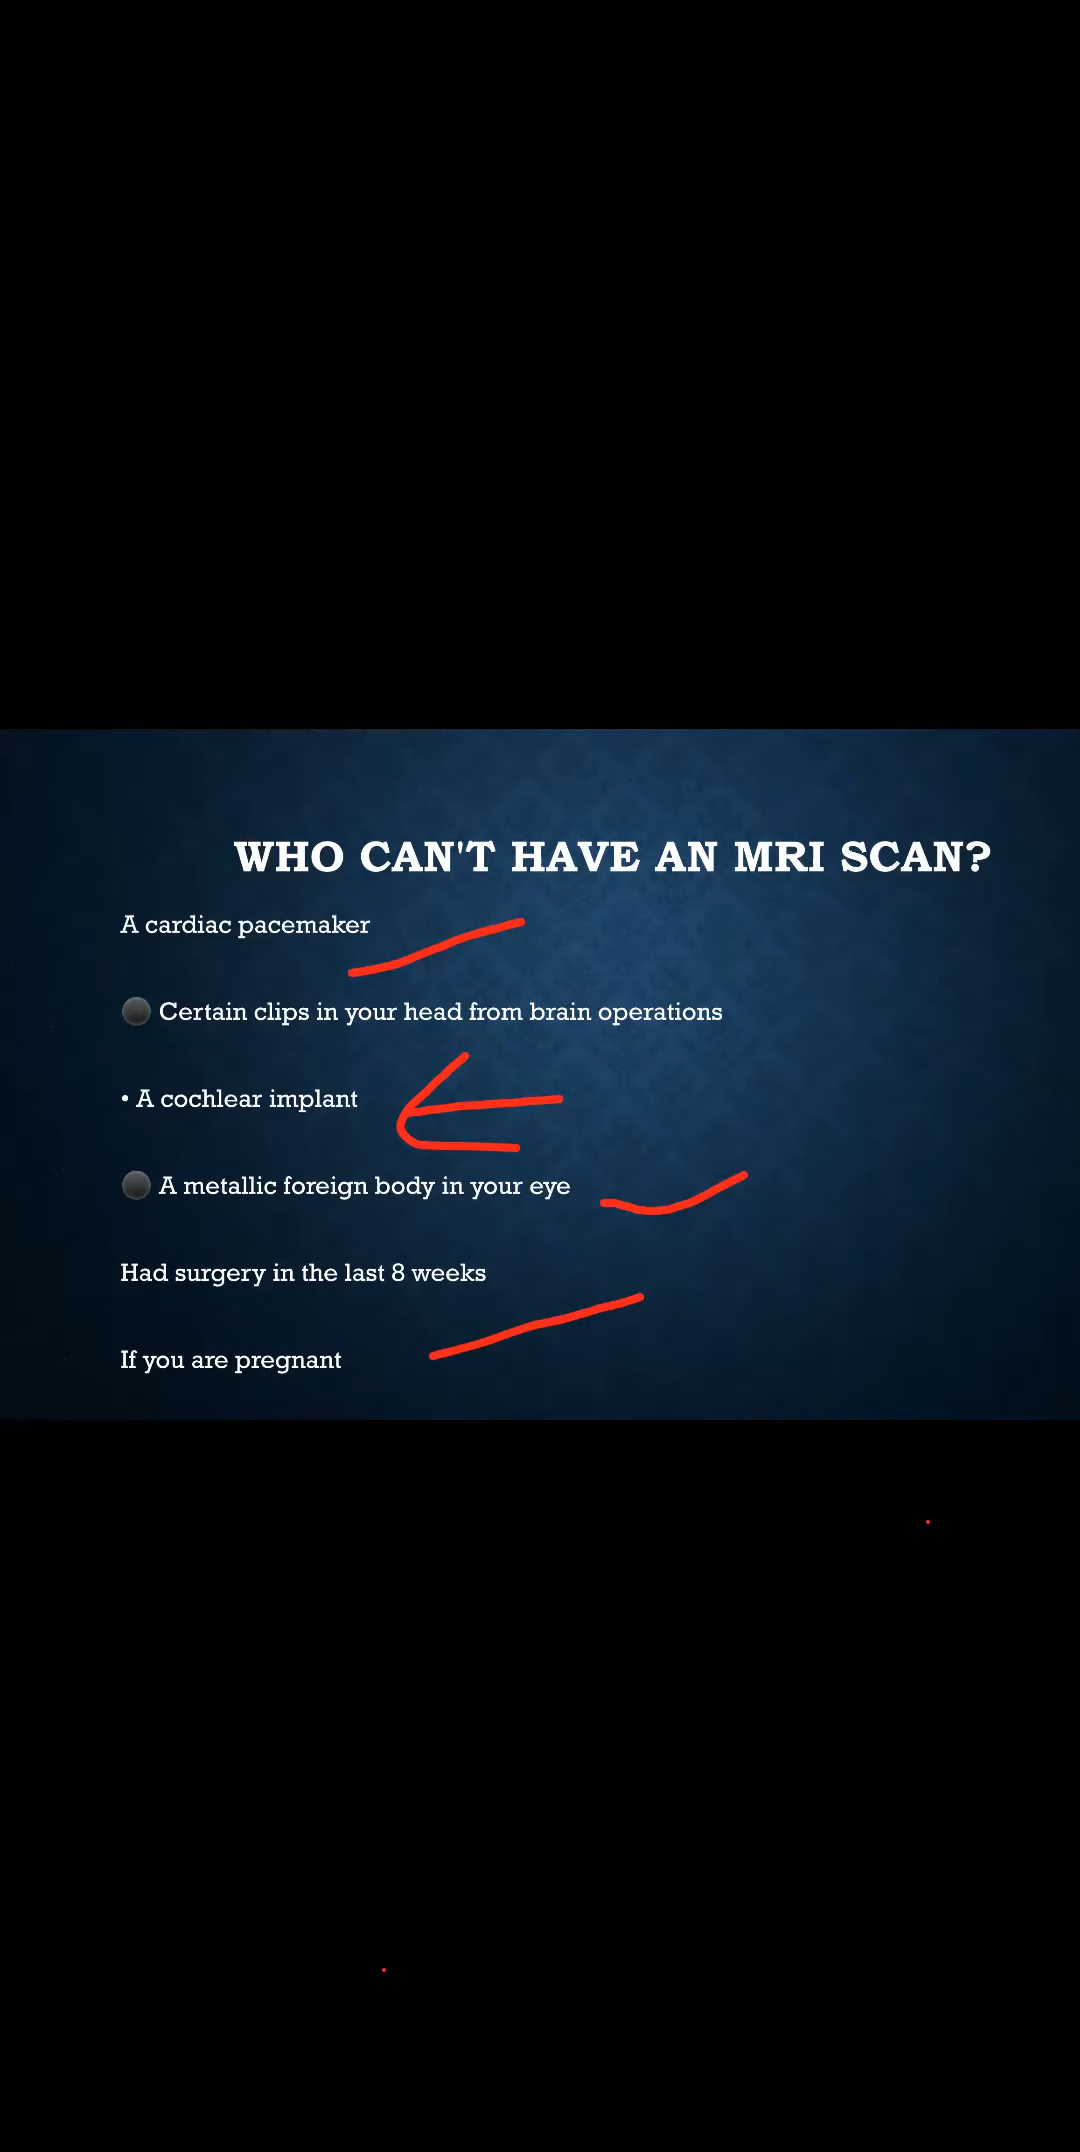 WHO CAN'T HAVE AN MRI SCAN?
A cardiac pacemaker
Certain clips in your head from brain operations
• A cochlear implant
A metallic foreign body in your eye
Had surgery in the last 8 weeks
If you are pregnant